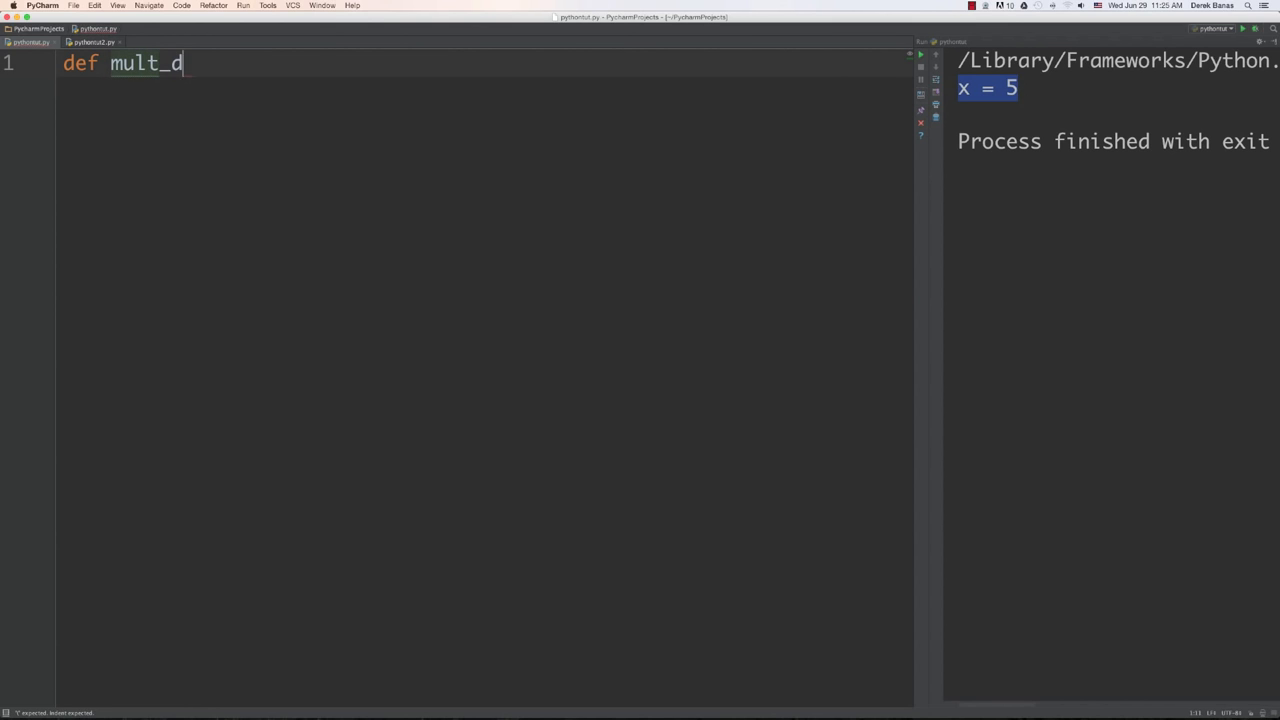 PyCharm File Edit View Navigate Code Refactor Run Tools VCS Window Help 10 Wed Jun 29 11:25 AM Derek Banas
pythontut.py - PycharmProjects - [~/PycharmProjects]
PycharmProjects pythontut.py pythontut
pythontut.py pythontut2.py Run pythontut
1 def mult_d
/Library/Frameworks/Python.
x = 5
Process finished with exit
'(' expected. Indent expected. 1:11 LF÷ UTF-8÷